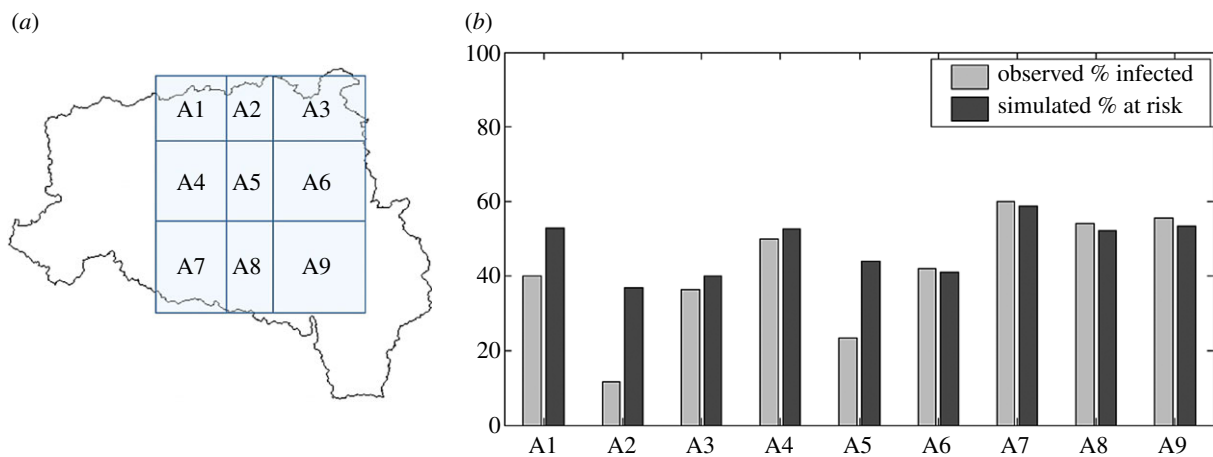 (a)
A1 A2 A3
A4 A5 A6
A7 A8 A9
(b)
100
80
60
40
20
0
observed % infected
simulated % at risk
A1 A2 A3 A4 A5 A6 A7 A8 A9